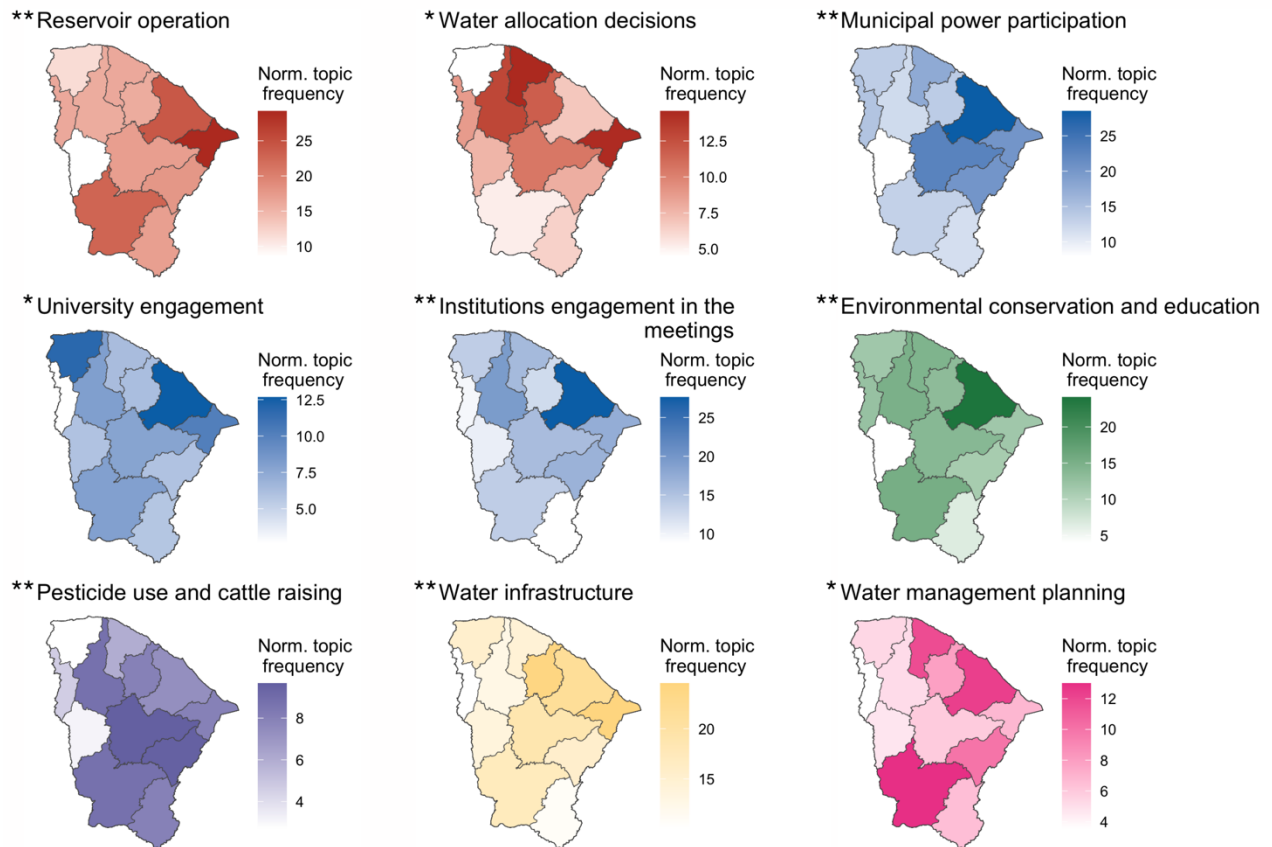 **Reservoir operation
Norm. topic
frequency
25
20
15
10
*Water allocation decisions
Norm. topic
frequency
12.5
10.0
7.5
5.0
**Municipal power participation
Norm. topic
frequency
25
20
15
10
*University engagement
Norm. topic
frequency
12.5
10.0
7.5
5.0
**Institutions engagement in the
meetings
Norm. topic
frequency
25
20
15
10
**Environmental conservation and education
Norm. topic
frequency
20
15
10
5
**Pesticide use and cattle raising
Norm. topic
frequency
8
6
4
**Water infrastructure
Norm. topic
frequency
20
15
*Water management planning
Norm. topic
frequency
12
10
8
6
4